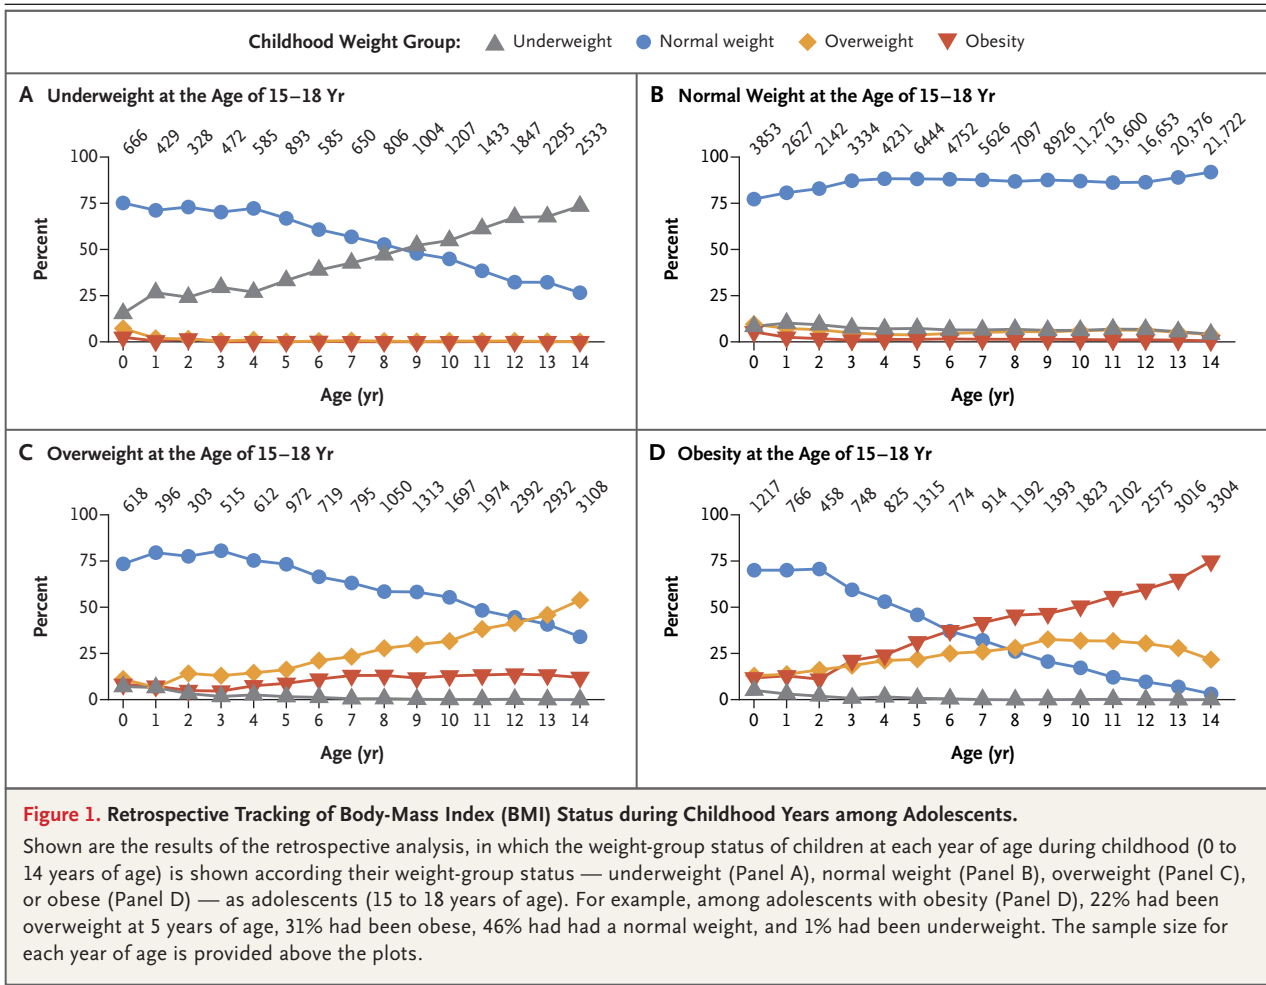 Childhood Weight Group: Underweight Normal weight Overweight Obesity
A Underweight at the Age of 15–18 Yr
666 429 328 472 585 893 585 650 806 1004 1207 1433 1847 2295 2533
100
75
50
25
0
Percent
0 1 2 3 4 5 6 7 8 9 10 11 12 13 14
Age (yr)
B Normal Weight at the Age of 15–18 Yr
3853 2627 2142 3334 4231 6444 4752 5626 7097 8926 11,276 13,600 16,653 20,376 21,722
100
75
50
25
0
Percent
0 1 2 3 4 5 6 7 8 9 10 11 12 13 14
Age (yr)
C Overweight at the Age of 15–18 Yr
618 396 303 515 612 972 719 795 1050 1313 1697 1974 2392 2932 3108
100
75
50
25
0
Percent
0 1 2 3 4 5 6 7 8 9 10 11 12 13 14
Age (yr)
D Obesity at the Age of 15–18 Yr
1217 766 458 748 825 1315 774 914 1192 1393 1823 2102 2575 3016 3304
100
75
50
25
0
Percent
0 1 2 3 4 5 6 7 8 9 10 11 12 13 14
Age (yr)
Figure 1. Retrospective Tracking of Body-Mass Index (BMI) Status during Childhood Years among Adolescents.
Shown are the results of the retrospective analysis, in which the weight-group status of children at each year of age during childhood (0 to
14 years of age) is shown according their weight-group status — underweight (Panel A), normal weight (Panel B), overweight (Panel C),
or obese (Panel D) — as adolescents (15 to 18 years of age). For example, among adolescents with obesity (Panel D), 22% had been
overweight at 5 years of age, 31% had been obese, 46% had had a normal weight, and 1% had been underweight. The sample size for
each year of age is provided above the plots.